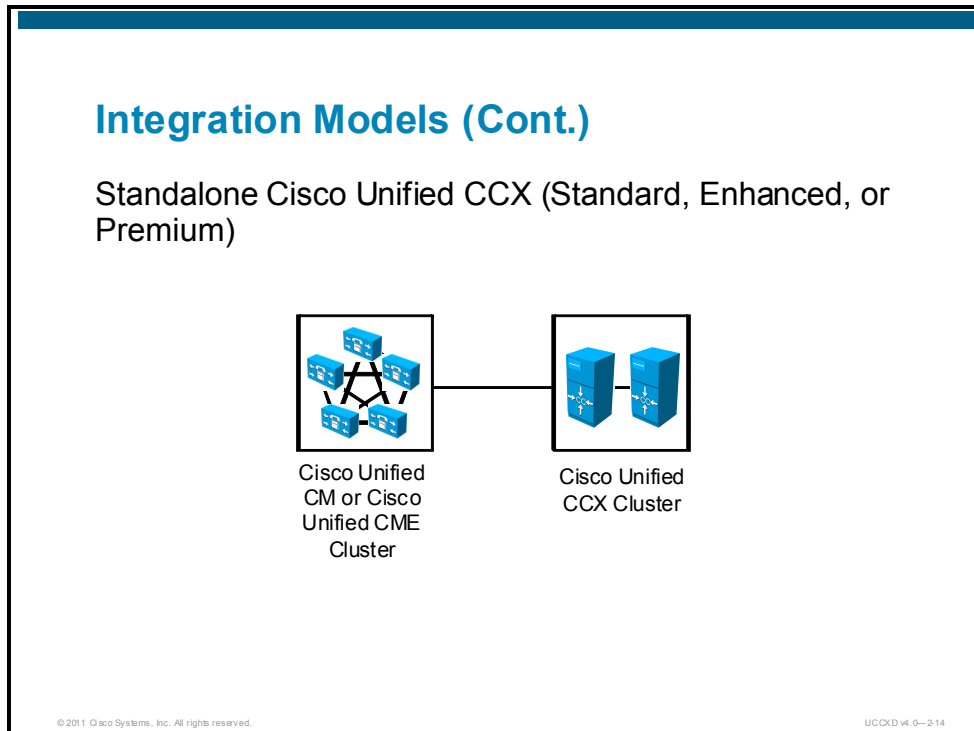 Integration Models (Cont.)
Standalone Cisco Unified CCX (Standard, Enhanced, or
Premium)
Cisco Unified
CM or Cisco
Unified CME
Cluster
Cisco Unified
CCX Cluster
© 2011 Cisco Systems, Inc. All rights reserved.
UCCXD v4.0—2-14